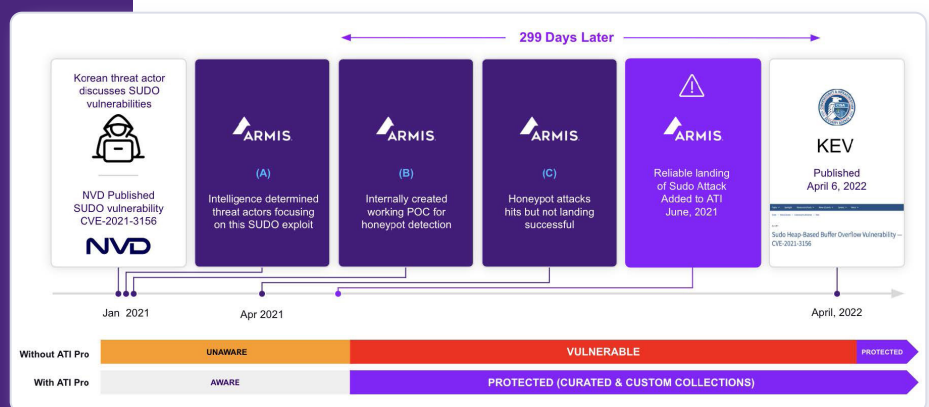 299 Days Later
Korean threat actor
discusses SUDO
vulnerabilities
NVD Published
SUDO vulnerability
CVE-2021-3156
NVD
ARMIS
(A)
Intelligence determined
threat actors focusing
on this SUDO exploit
ARMIS
(B)
Internally created
working POC for
honeypot detection
ARMIS
(C)
Honeypot attacks
hits but not landing
successful
ARMIS
Reliable landing
of Sudo Attack
Added to ATI
June, 2021
KEV
Published
April 6, 2022
Sudo Heap-Based Buffer Overflow Vulnerability —
CVE-2021-3156
Jan 2021
Apr 2021
April, 2022
Without ATI Pro
UNAWARE
VULNERABLE
PROTECTED
With ATI Pro
AWARE
PROTECTED (CURATED & CUSTOM COLLECTIONS)